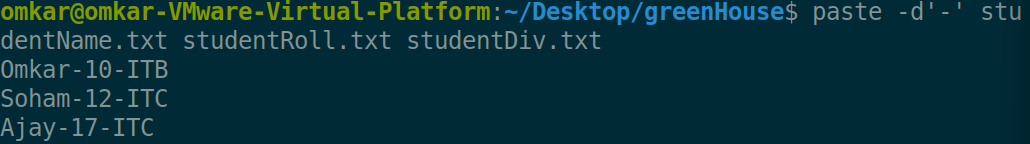 omkar@omkar-VMware-Virtual-Platform:~/Desktop/greenHouse$ paste -d'-' stu
dentName.txt studentRoll.txt studentDiv.txt
Omkar-10-ITB
Soham-12-ITC
Ajay-17-ITC